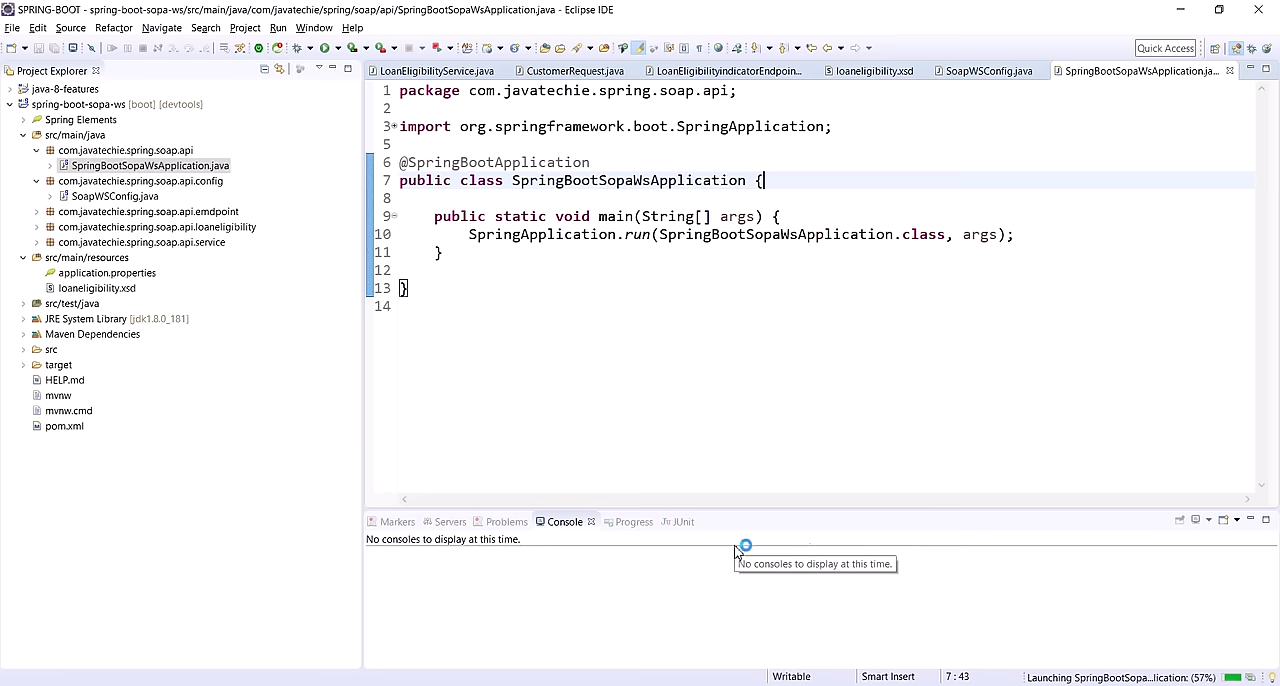 SPRING-BOOT - spring-boot-sopa-ws/src/main/java/com/javatechie/spring/soap/api/SpringBootSopaWsApplication.java - Eclipse IDE
File Edit Source Refactor Navigate Search Project Run Window Help
Quick Access
Project Explorer
java-8-features
spring-boot-sopa-ws [boot] [devtools]
Spring Elements
src/main/java
com.javatechie.spring.soap.api
SpringBootSopaWsApplication.java
com.javatechie.spring.soap.api.config
SoapWSConfig.java
com.javatechie.spring.soap.api.emdpoint
com.javatechie.spring.soap.api.loaneligibility
com.javatechie.spring.soap.api.service
src/main/resources
application.properties
loaneligibility.xsd
src/test/java
JRE System Library [jdk1.8.0_181]
Maven Dependencies
src
target
HELP.md
mvnw
mvnw.cmd
pom.xml
LoanEligibilityService.java CustomerRequest.java LoanEligibilityindicatorEndpoin... loaneligibility.xsd SoapWSConfig.java SpringBootSopaWsApplication.ja...
1 package com.javatechie.spring.soap.api;
2
3 import org.springframework.boot.SpringApplication;
5
6 @SpringBootApplication
7 public class SpringBootSopaWsApplication {
8
9 public static void main(String[] args) {
10 SpringApplication.run(SpringBootSopaWsApplication.class, args);
11 }
12
13 }
14
Markers Servers Problems Console Progress JUnit
No consoles to display at this time.
No consoles to display at this time.
Writable Smart Insert 7 : 43 Launching SpringBootSopa...lication: (57%)